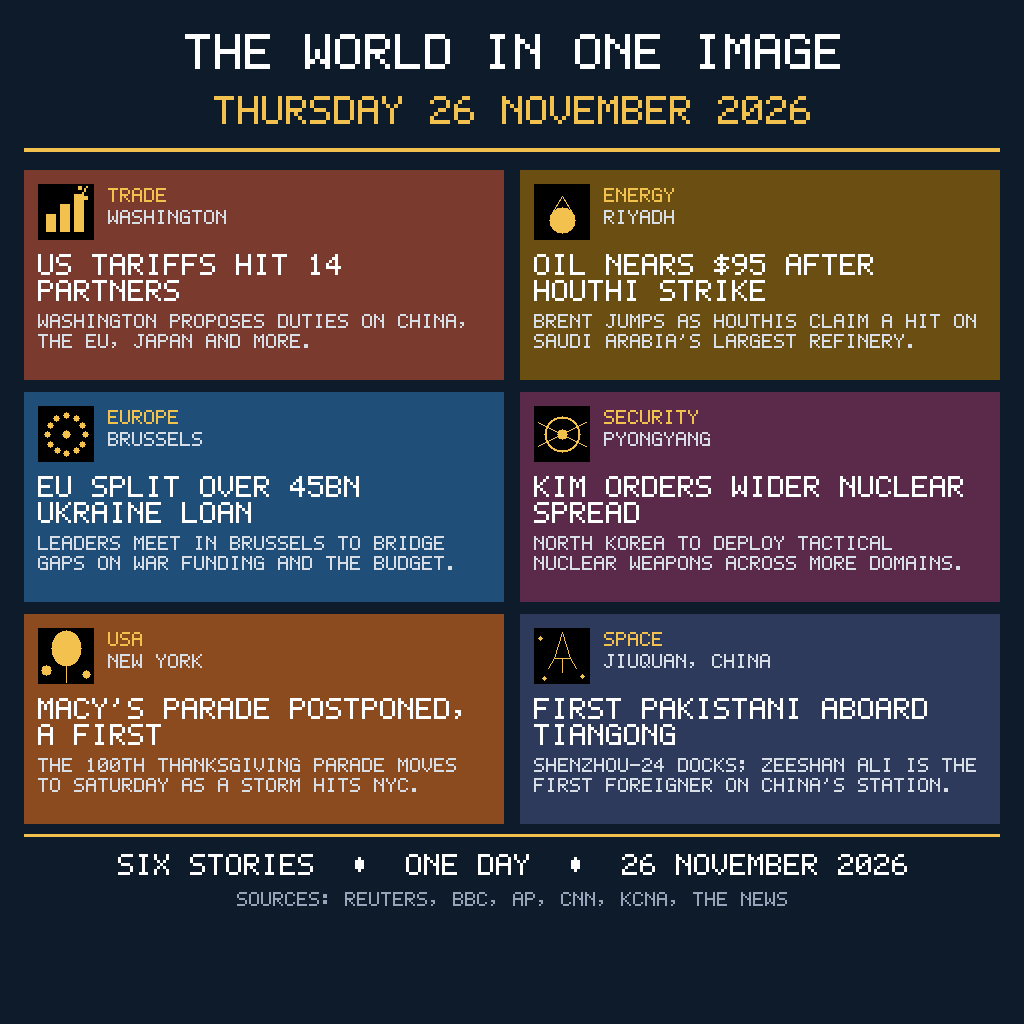 THE WORLD IN ONE IMAGE
THURSDAY 26 NOVEMBER 2026
TRADE
WASHINGTON
US TARIFFS HIT 14
PARTNERS
WASHINGTON PROPOSES DUTIES ON CHINA,
THE EU, JAPAN AND MORE.
ENERGY
RIYADH
OIL NEARS $95 AFTER
HOUTHI STRIKE
BRENT JUMPS AS HOUTHIS CLAIM A HIT ON
SAUDI ARABIA'S LARGEST REFINERY.
EUROPE
BRUSSELS
EU SPLIT OVER 45BN
UKRAINE LOAN
LEADERS MEET IN BRUSSELS TO BRIDGE
GAPS ON WAR FUNDING AND THE BUDGET.
SECURITY
PYONGYANG
KIM ORDERS WIDER NUCLEAR
SPREAD
NORTH KOREA TO DEPLOY TACTICAL
NUCLEAR WEAPONS ACROSS MORE DOMAINS.
USA
NEW YORK
MACY'S PARADE POSTPONED,
A FIRST
THE 100TH THANKSGIVING PARADE MOVES
TO SATURDAY AS A STORM HITS NYC.
SPACE
JIUQUAN, CHINA
FIRST PAKISTANI ABOARD
TIANGONG
SHENZHOU-24 DOCKS; ZEESHAN ALI IS THE
FIRST FOREIGNER ON CHINA'S STATION.
SIX STORIES • ONE DAY • 26 NOVEMBER 2026
SOURCES: REUTERS, BBC, AP, CNN, KCNA, THE NEWS